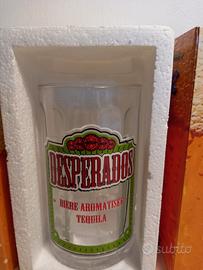 DESPERADOS
BIERE AROMATISEE
TEQUILA
subito